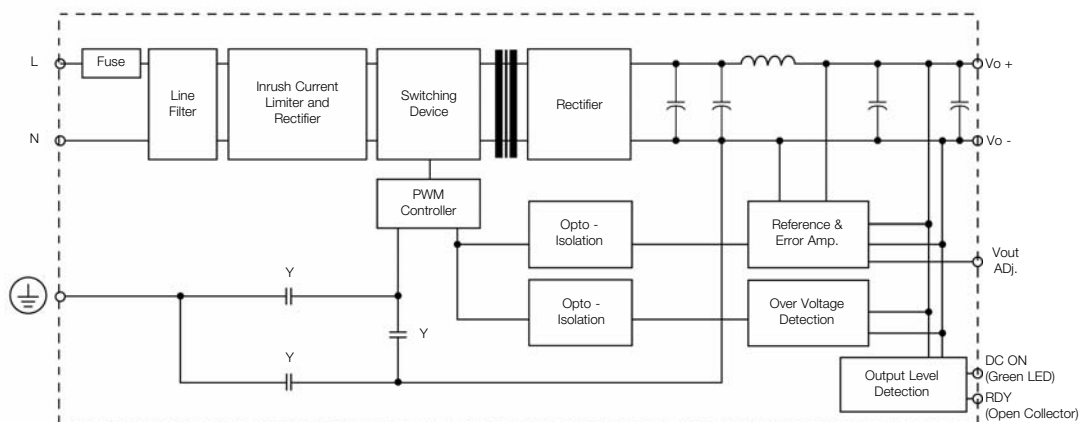 L
Fuse
Line
Filter
Inrush Current
Limiter and
Rectifier
Switching
Device
Rectifier
Vo +
N
Vo -
PWM
Controller
Opto -
Isolation
Reference &
Error Amp.
Vout
ADj.
Y
Opto -
Isolation
Over Voltage
Detection
Y
Y
Output Level
Detection
DC ON
(Green LED)
RDY
(Open Collector)